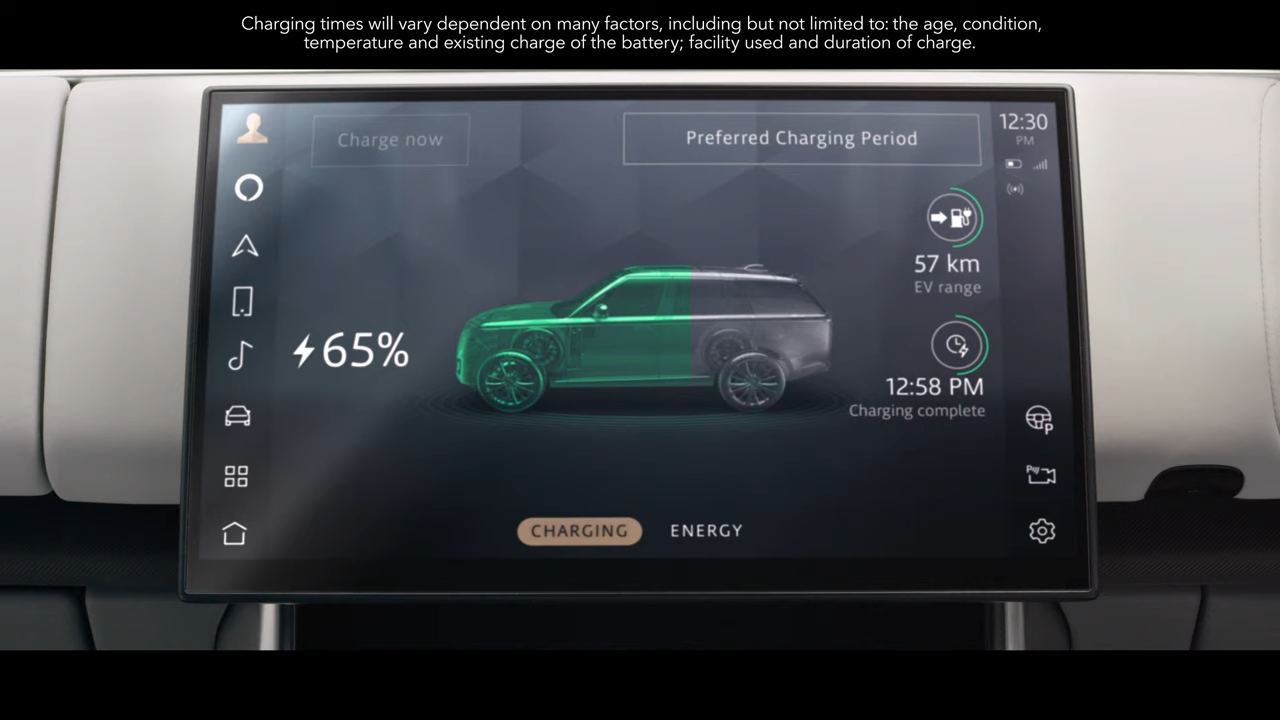 Charging times will vary dependent on many factors, including but not limited to: the age, condition,
temperature and existing charge of the battery; facility used and duration of charge.
Charge now
Preferred Charging Period
12:30
PM
57 km
EV range
65%
12:58 PM
Charging complete
P
P
CHARGING
ENERGY